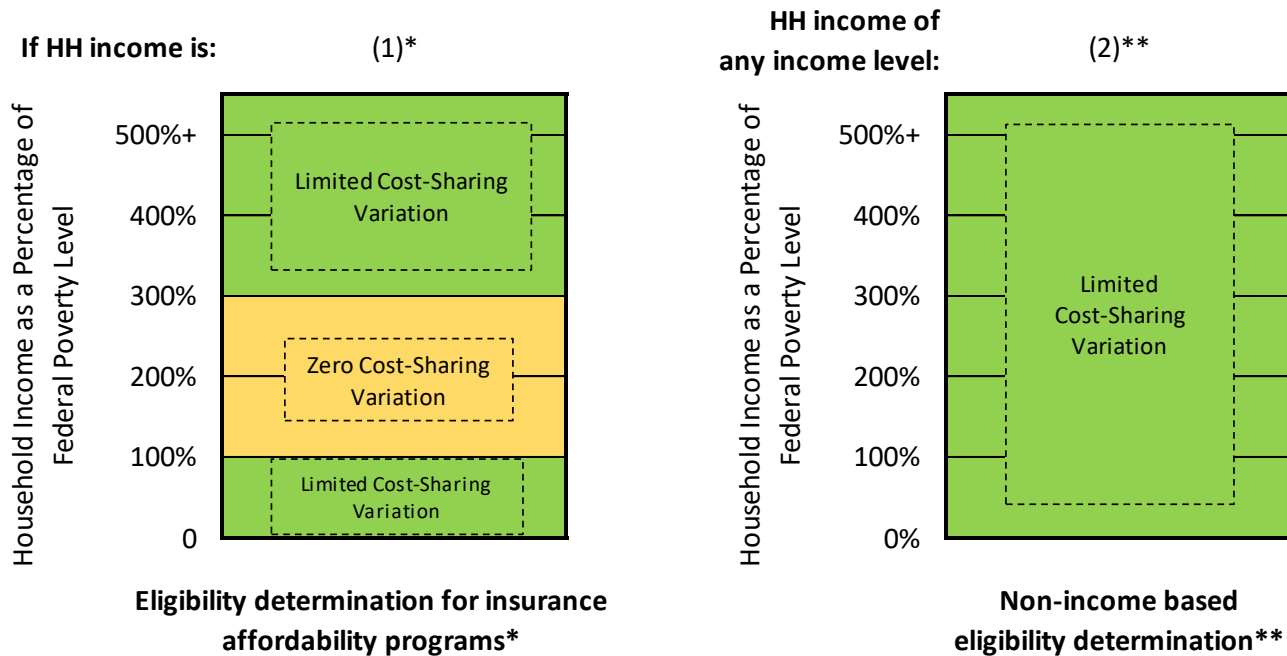 If HH income is:
(1)*
Household Income as a Percentage of
Federal Poverty Level
500%+
400%
300%
200%
100%
0
Limited Cost-Sharing
Variation
Zero Cost-Sharing
Variation
Limited Cost-Sharing
Variation
Eligibility determination for insurance
affordability programs*
HH income of
any income level:
(2)**
Household Income as a Percentage of
Federal Poverty Level
500%+
400%
300%
200%
100%
0%
Limited
Cost-Sharing
Variation
Non-income based
eligibility determination**